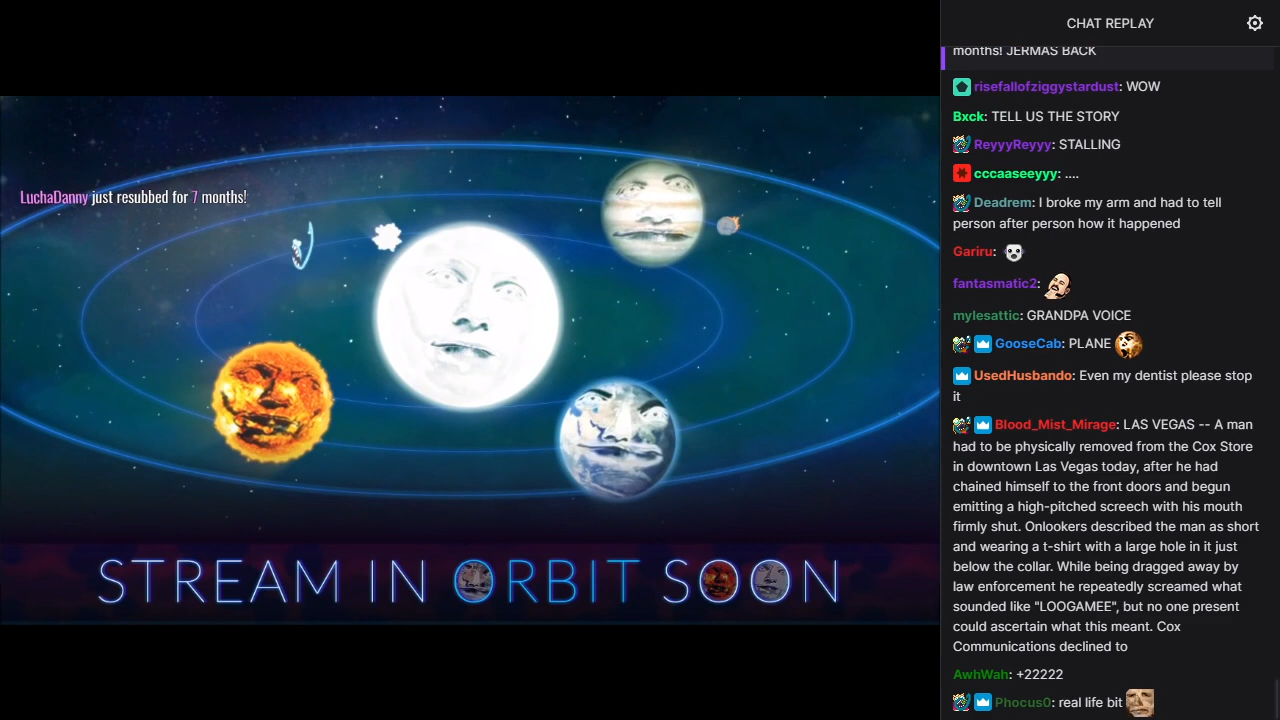 LuchaDanny just resubbed for 7 months!
STREAM IN ORBIT SOON
CHAT REPLAY
months! JERMAS BACK
risefallofziggystardust: WOW
Bxck: TELL US THE STORY
ReyyyReyyy: STALLING
cccaaseeyyy: ....
Deadrem: I broke my arm and had to tell
person after person how it happened
Gariru:
fantasmatic2:
mylesattic: GRANDPA VOICE
GooseCab: PLANE
UsedHusbando: Even my dentist please stop
it
Blood_Mist_Mirage: LAS VEGAS -- A man
had to be physically removed from the Cox Store
in downtown Las Vegas today, after he had
chained himself to the front doors and begun
emitting a high-pitched screech with his mouth
firmly shut. Onlookers described the man as short
and wearing a t-shirt with a large hole in it just
below the collar. While being dragged away by
law enforcement he repeatedly screamed what
sounded like "LOOGAMEE", but no one present
could ascertain what this meant. Cox
Communications declined to
AwhWah: +22222
Phocus0: real life bit